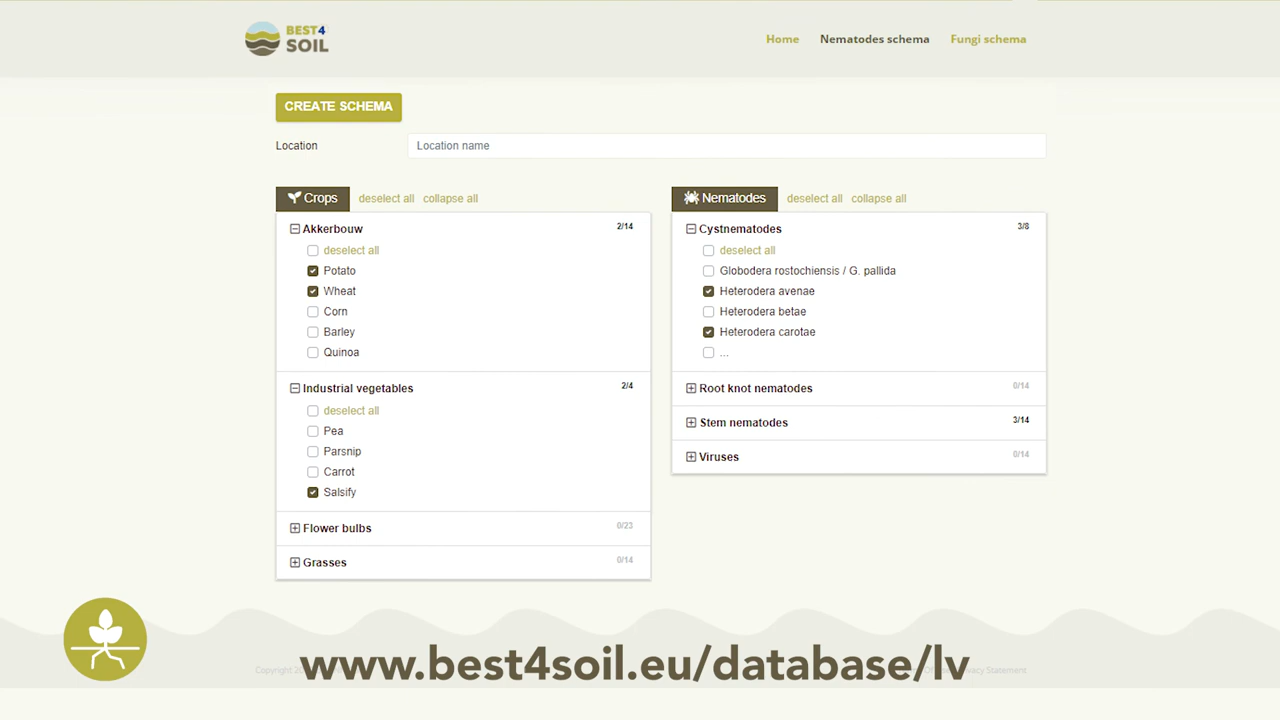 BEST4
SOIL
Home
Nematodes schema
Fungi schema
CREATE SCHEMA
Location
Location name
Crops
deselect all
collapse all
Akkerbouw
2/14
deselect all
Potato
Wheat
Corn
Barley
Quinoa
Industrial vegetables
2/4
deselect all
Pea
Parsnip
Carrot
Salsify
Flower bulbs
0/23
Grasses
0/14
Nematodes
deselect all
collapse all
Cystnematodes
3/8
deselect all
Globodera rostochiensis / G. pallida
Heterodera avenae
Heterodera betae
Heterodera carotae
...
Root knot nematodes
0/14
Stem nematodes
3/14
Viruses
0/14
www.best4soil.eu/database/lv
Copyright
Statement